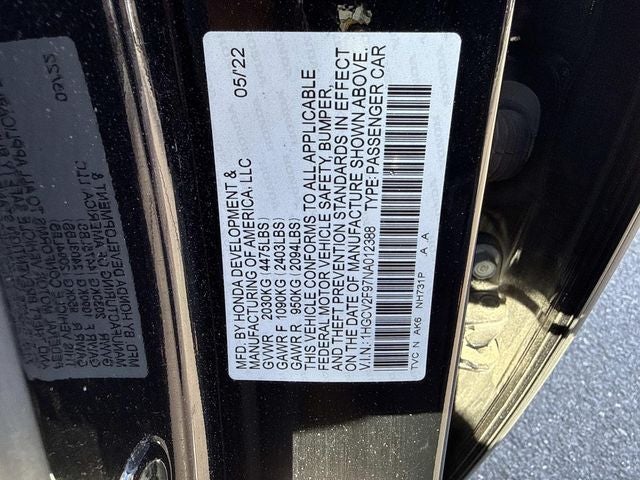 MFD. BY HONDA DEVELOPMENT & 05/22
MANUFACTURING OF AMERICA, LLC
GVWR 2030KG (4475LBS)
GAWR F 1090KG (2403LBS)
GAWR R 950KG (2094LBS)
THIS VEHICLE CONFORMS TO ALL APPLICABLE
FEDERAL MOTOR VEHICLE SAFETY, BUMPER,
AND THEFT PREVENTION STANDARDS IN EFFECT
ON THE DATE OF MANUFACTURE SHOWN ABOVE.
V.I.N.: 1HGCV2F97NA012388 TYPE: PASSENGER CAR
TVC N AK6 NH731P A A